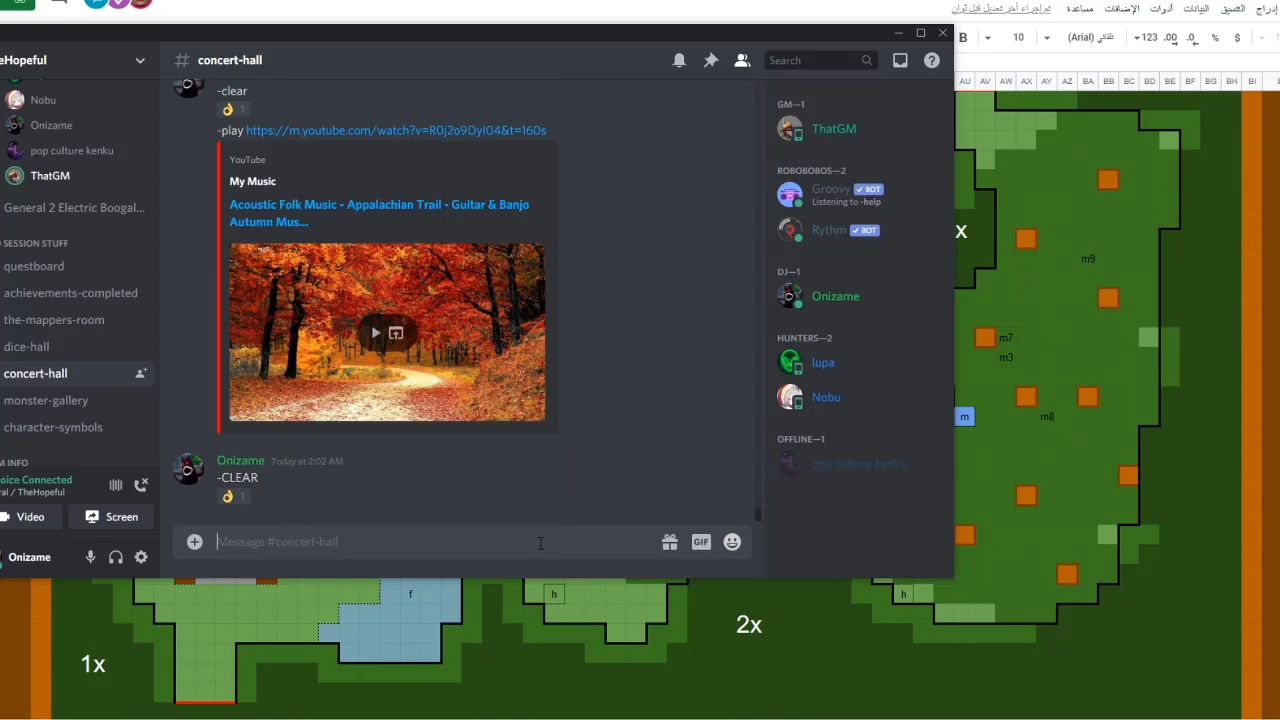 إدراج
التنسيق
البيانات
أدوات
الإضافات
مساعدة
تم إجراء آخر تعديل قبل ثوانٍ
B
10
تلقائي (Arial)
123
.00
.0
%
$
AU AV AW AX AY AZ BA BB BC BD BE BF BG BH BI
eHopeful
Nobu
Onizame
pop culture kenku
ThatGM
General 2 Electric Boogal...
SESSION STUFF
questboard
achievements-completed
the-mappers-room
dice-hall
concert-hall
monster-gallery
character-symbols
M INFO
oice Connected
ral / TheHopeful
Video
Screen
Onizame
# concert-hall
Search
-clear
👌 1
-play https://m.youtube.com/watch?v=R0j2o9DyI04&t=160s
YouTube
My Music
Acoustic Folk Music - Appalachian Trail - Guitar & Banjo
Autumn Mus...
Onizame Today at 2:02 AM
-CLEAR
👌 1
Message #concert-hall
GIF
GM—1
ThatGM
ROBOBOBOS—2
Groovy ✓ BOT
Listening to -help
Rythm ✓ BOT
DJ—1
Onizame
HUNTERS—2
lupa
Nobu
OFFLINE—1
pop culture kenku
x
m9
m7
m3
m
m8
f
h
h
2x
1x